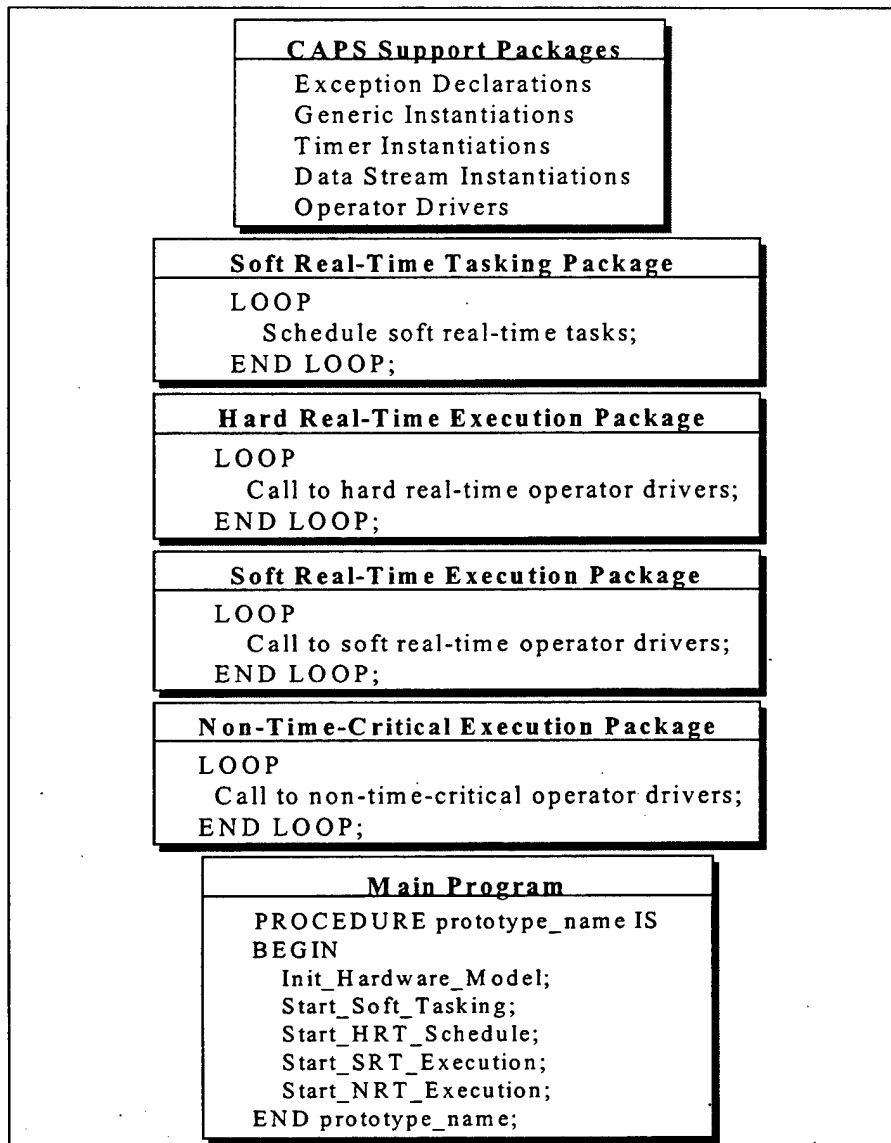 CAPS Support Packages
Exception Declarations
Generic Instantiations
Timer Instantiations
Data Stream Instantiations
Operator Drivers
Soft Real-Time Tasking Package
LOOP
Schedule soft real-time tasks;
END LOOP;
Hard Real-Time Execution Package
LOOP
Call to hard real-time operator drivers;
END LOOP;
Soft Real-Time Execution Package
LOOP
Call to soft real-time operator drivers;
END LOOP;
Non-Time-Critical Execution Package
LOOP
Call to non-time-critical operator drivers;
END LOOP;
Main Program
PROCEDURE prototype_name IS
BEGIN
Init_Hardware_Model;
Start_Soft_Tasking;
Start_HRT_Schedule;
Start_SRT_Execution;
Start_NRT_Execution;
END prototype_name;